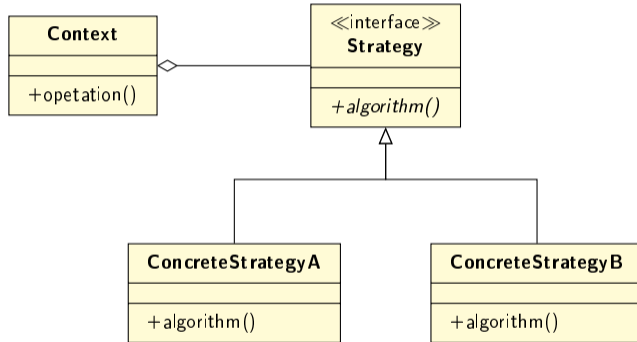 Context
+opetation()
≪interface≫
Strategy
+algorithm()
ConcreteStrategyA
+algorithm()
ConcreteStrategyB
+algorithm()